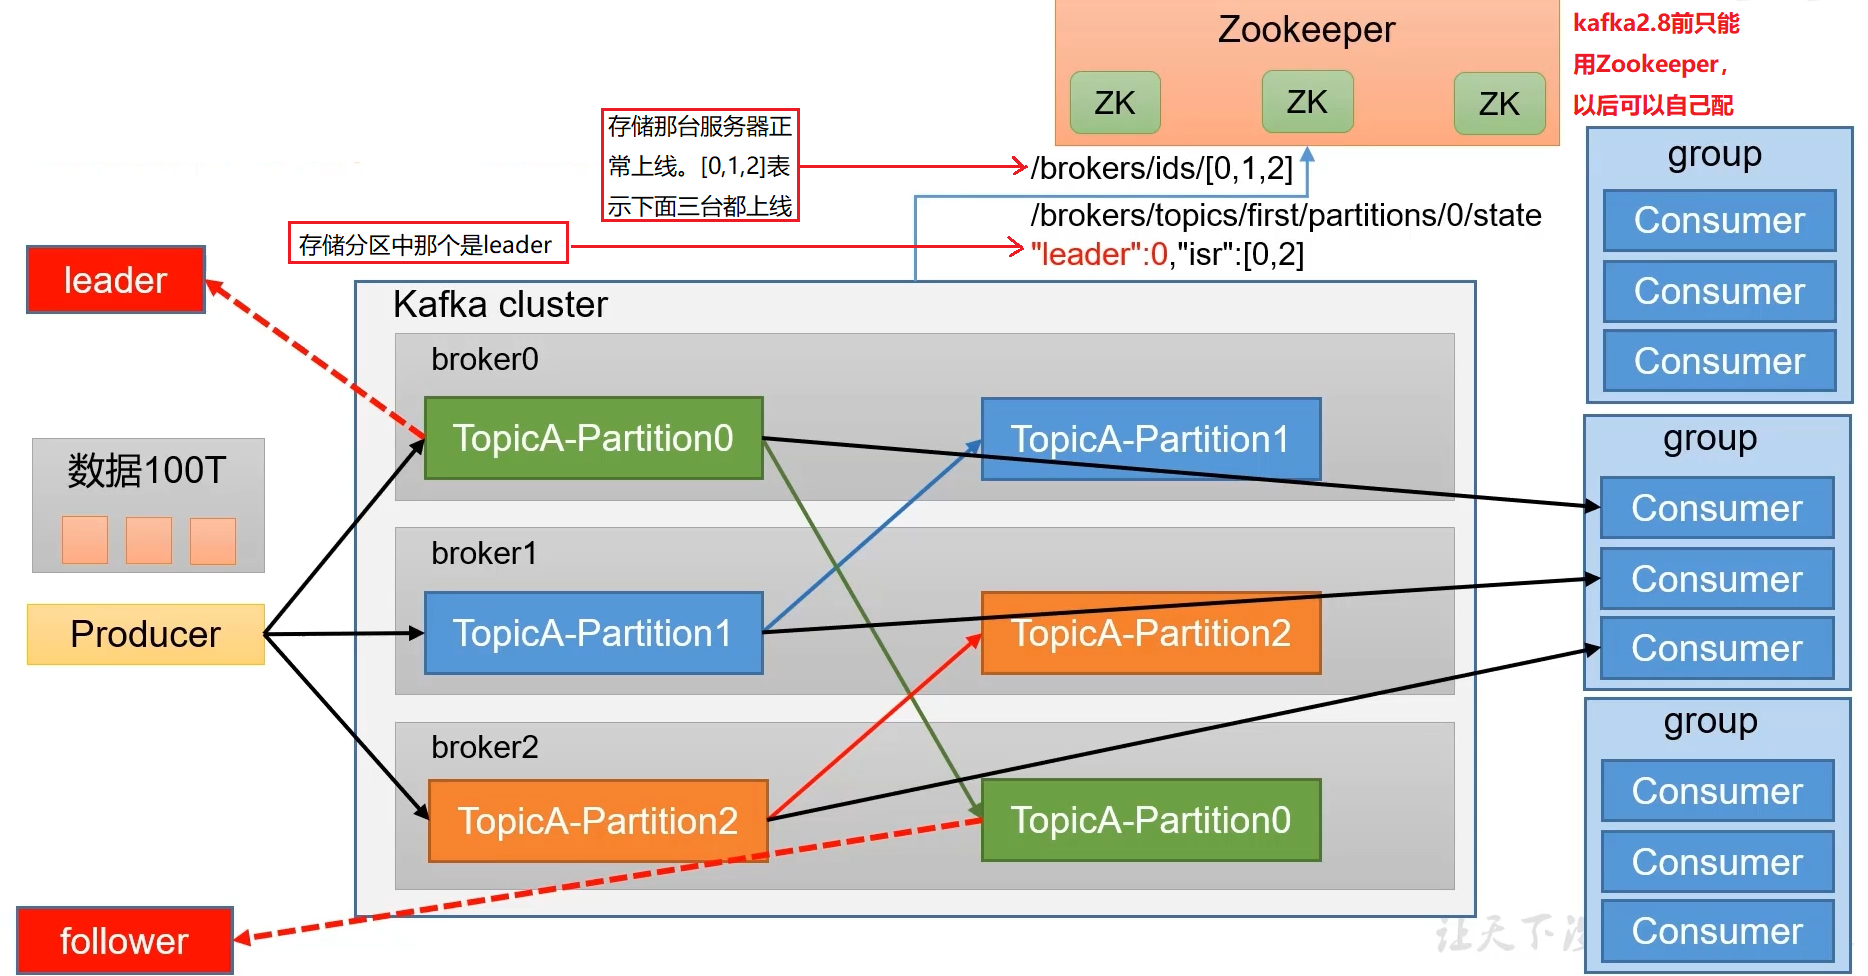 Zookeeper
ZK
ZK
ZK
kafka2.8前只能
用Zookeeper，
以后可以自己配
存储那台服务器正
常上线。[0,1,2]表
示下面三台都上线
/brokers/ids/[0,1,2]
/brokers/topics/first/partitions/0/state
"leader":0,"isr":[0,2]
存储分区中那个是leader
leader
数据100T
Producer
follower
Kafka cluster
broker0
TopicA-Partition0
TopicA-Partition1
broker1
TopicA-Partition1
TopicA-Partition2
broker2
TopicA-Partition2
TopicA-Partition0
group
Consumer
Consumer
Consumer
group
Consumer
Consumer
Consumer
group
Consumer
Consumer
Consumer
让天下